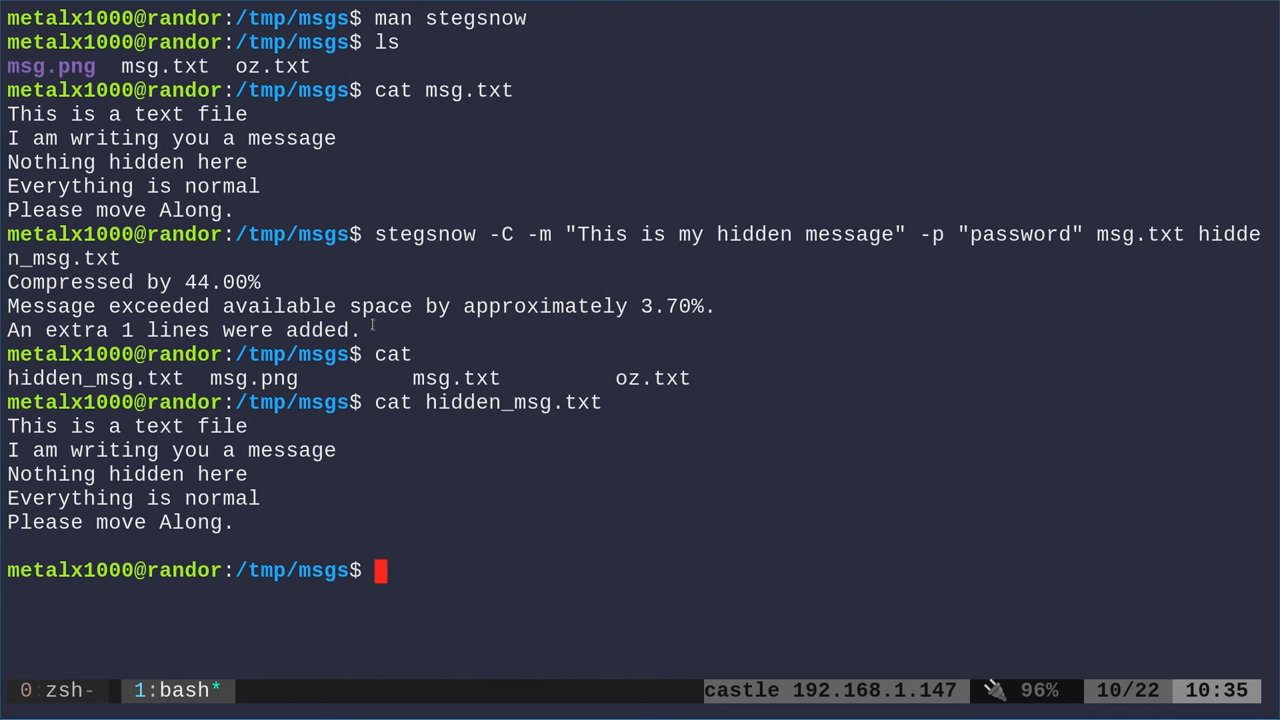 metalx1000@randor:/tmp/msgs$ man stegsnow
metalx1000@randor:/tmp/msgs$ ls
msg.png  msg.txt  oz.txt
metalx1000@randor:/tmp/msgs$ cat msg.txt
This is a text file
I am writing you a message
Nothing hidden here
Everything is normal
Please move Along.
metalx1000@randor:/tmp/msgs$ stegsnow -C -m "This is my hidden message" -p "password" msg.txt hidde
n_msg.txt
Compressed by 44.00%
Message exceeded available space by approximately 3.70%.
An extra 1 lines were added.
metalx1000@randor:/tmp/msgs$ cat
hidden_msg.txt  msg.png         msg.txt         oz.txt
metalx1000@randor:/tmp/msgs$ cat hidden_msg.txt
This is a text file
I am writing you a message
Nothing hidden here
Everything is normal
Please move Along.

metalx1000@randor:/tmp/msgs$
0:zsh-  1:bash*  castle 192.168.1.147  96%  10/22  10:35